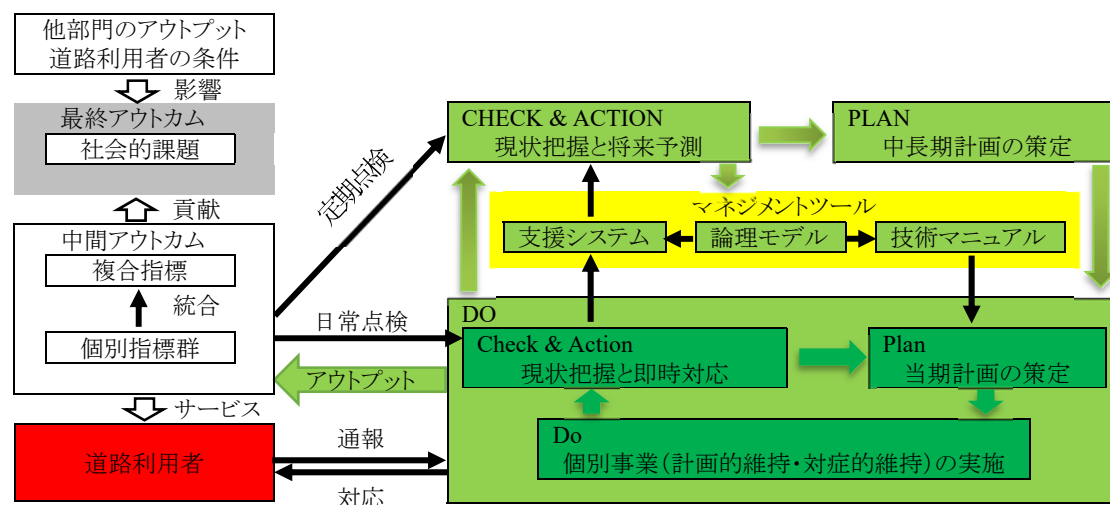 他部門のアウトプット
道路利用者の条件
影響
最終アウトカム
社会的課題
貢献
中間アウトカム
複合指標
統合
個別指標群
サービス
道路利用者
定期点検
日常点検
アウトプット
通報
対応
CHECK & ACTION
現状把握と将来予測
PLAN
中長期計画の策定
マネジメントツール
支援システム
論理モデル
技術マニュアル
DO
Check & Action
現状把握と即時対応
Plan
当期計画の策定
Do
個別事業(計画的維持・対症的維持)の実施